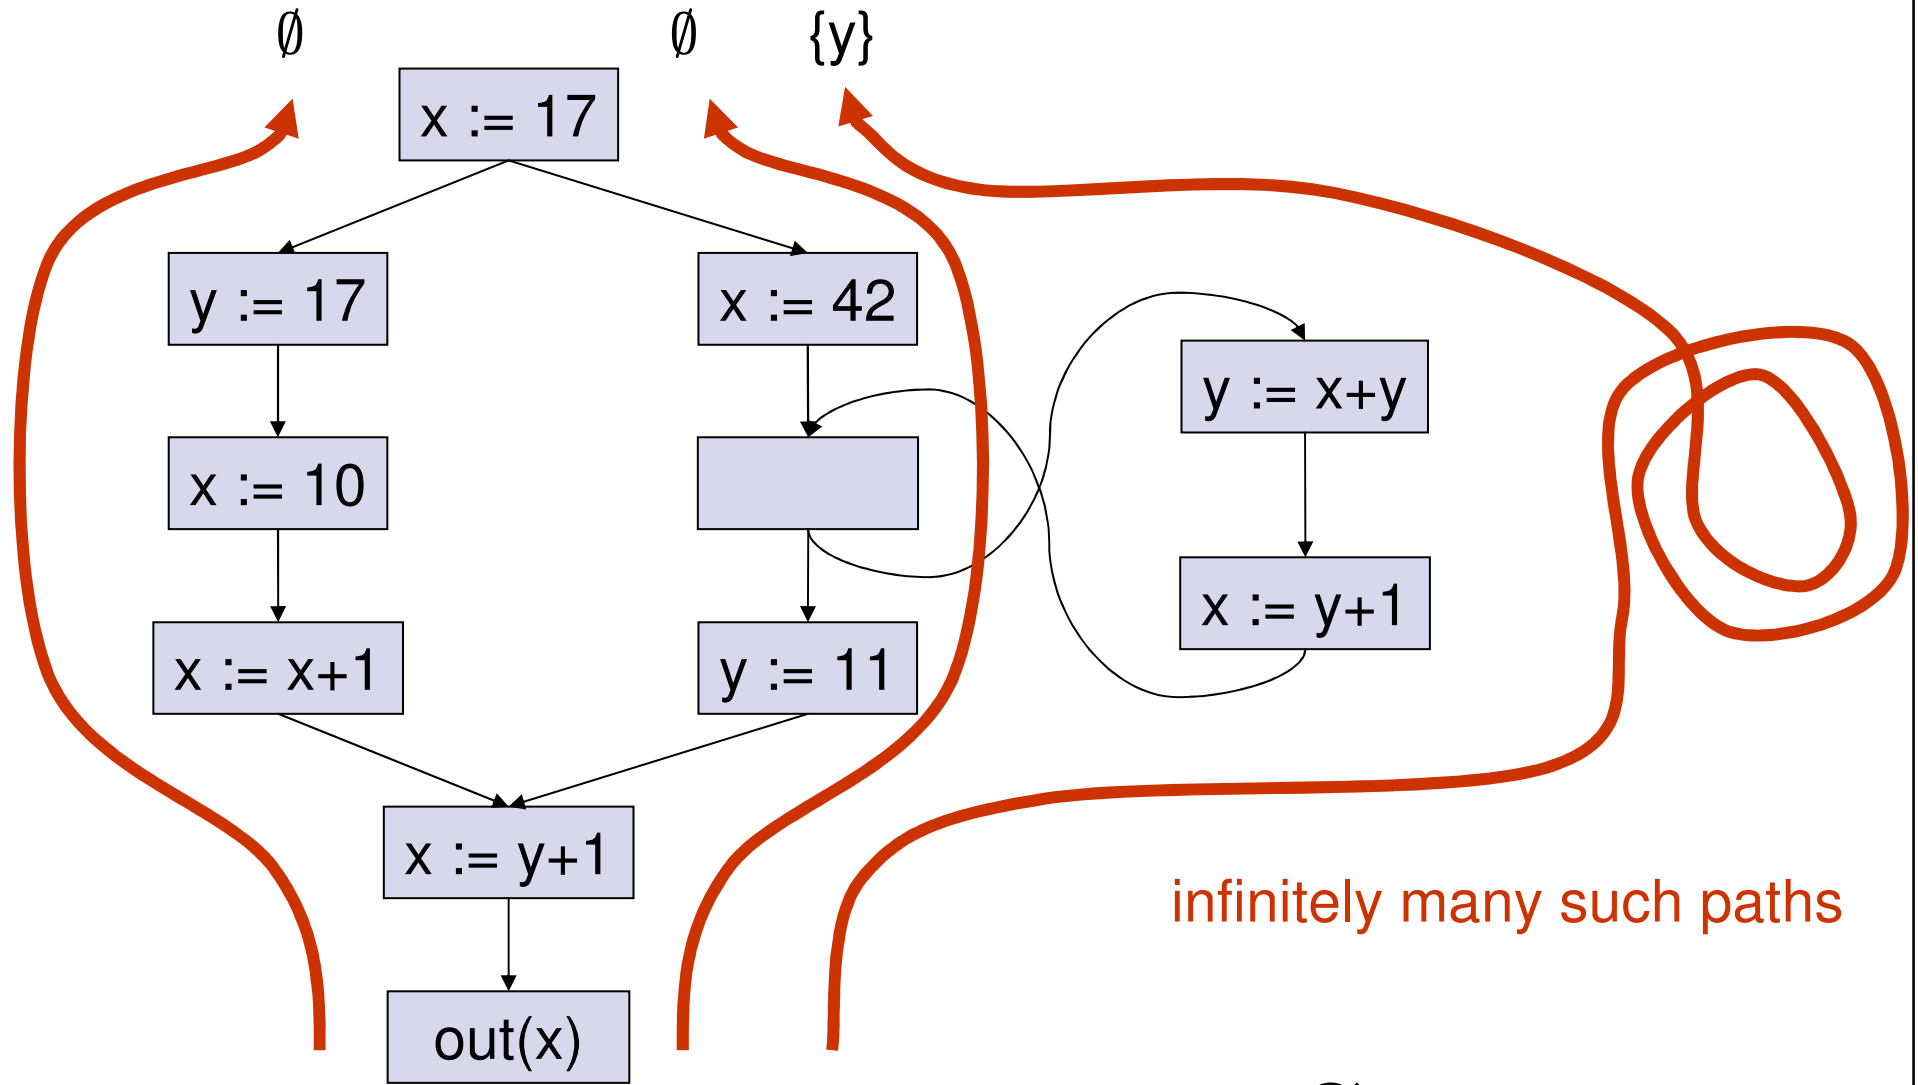 ∅ ∅ {y}
x := 17
y := 17
x := 42
y := x+y
x := 10
x := y+1
x := x+1
y := 11
x := y+1
infinitely many such paths
out(x)